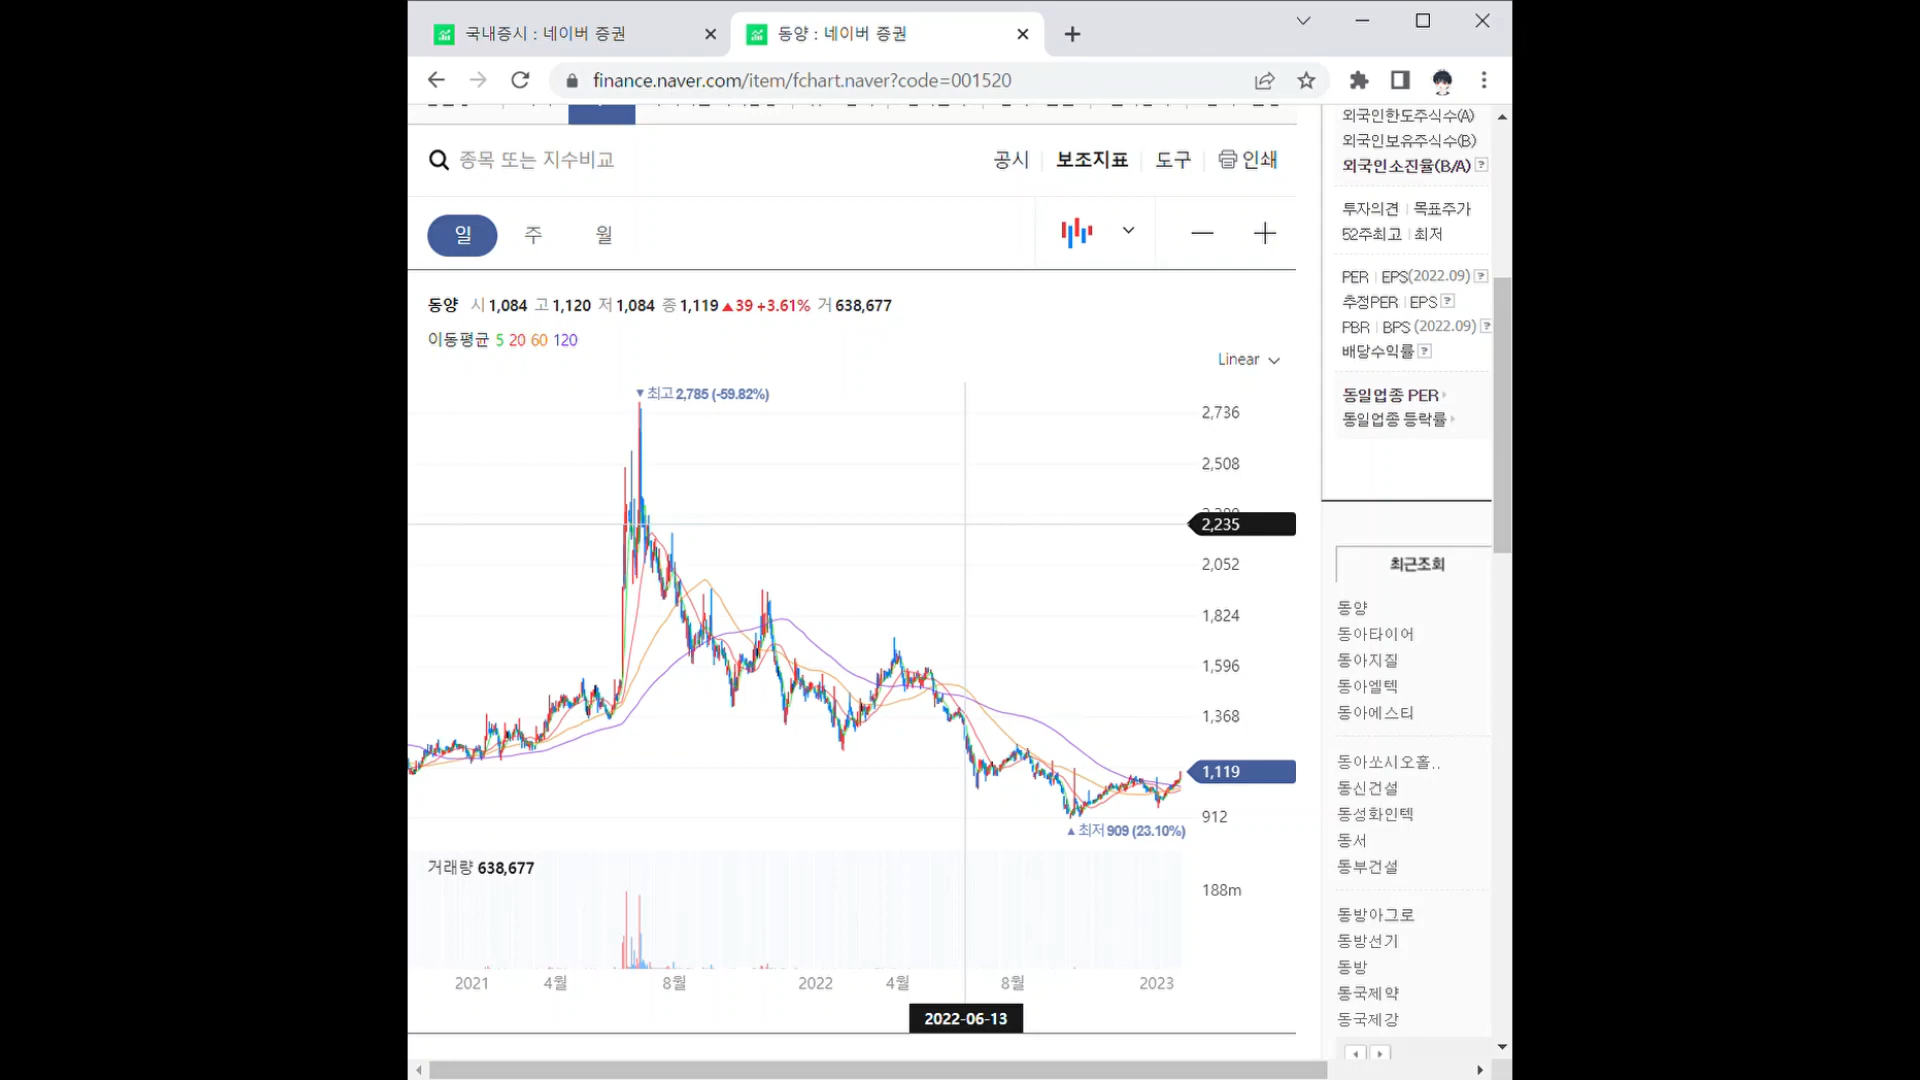 국내증시 : 네이버 증권
동양 : 네이버 증권
finance.naver.com/item/fchart.naver?code=001520
종목 또는 지수비교
공시
보조지표
도구
인쇄
일
주
월
동양 시 1,084 고 1,120 저 1,084 종 1,119 ▲39 +3.61% 거 638,677
이동평균 5 20 60 120
Linear
▼최고 2,785 (-59.82%)
2,736
2,508
2,235
2,052
1,824
1,596
1,368
1,119
912
▲최저 909 (23.10%)
거래량 638,677
188m
2021
4월
8월
2022
4월
8월
2023
2022-06-13
외국인한도주식수(A)
외국인보유주식수(B)
외국인소진율(B/A) ?
투자의견 | 목표주가
52주최고 | 최저
PER | EPS(2022.09) ?
추정PER | EPS ?
PBR | BPS (2022.09) ?
배당수익률 ?
동일업종 PER
동일업종 등락률
최근조회
동양
동아타이어
동아지질
동아엘텍
동아에스티
동아쏘시오홀..
동신건설
동성화인텍
동서
동부건설
동방아그로
동방선기
동방
동국제약
동국제강